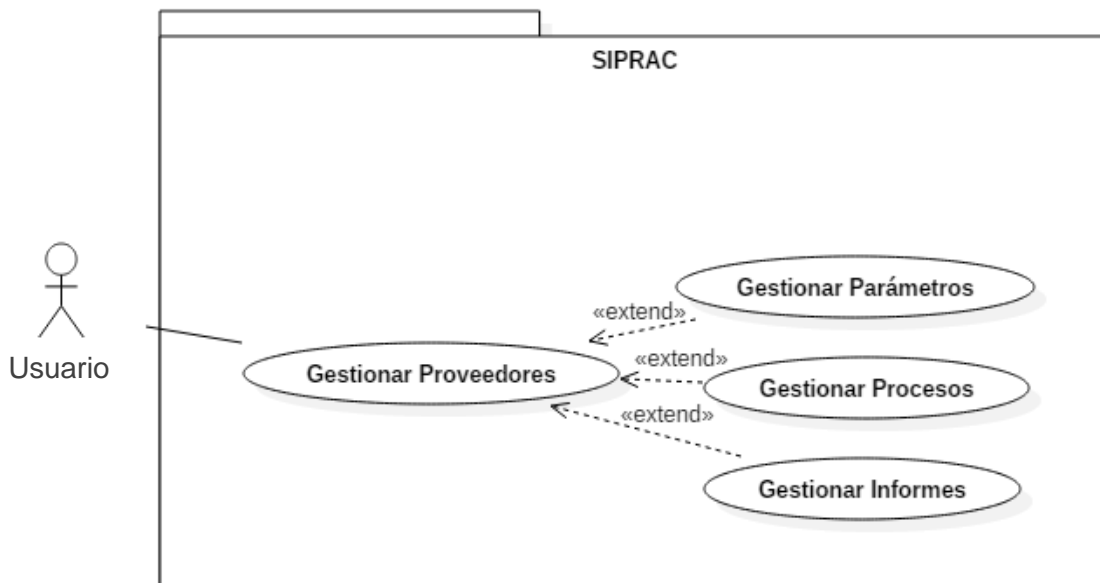 SIPRAC
Gestionar Parámetros
«extend»
«extend»
Usuario
Gestionar Proveedores
Gestionar Procesos
«extend»
Gestionar Informes